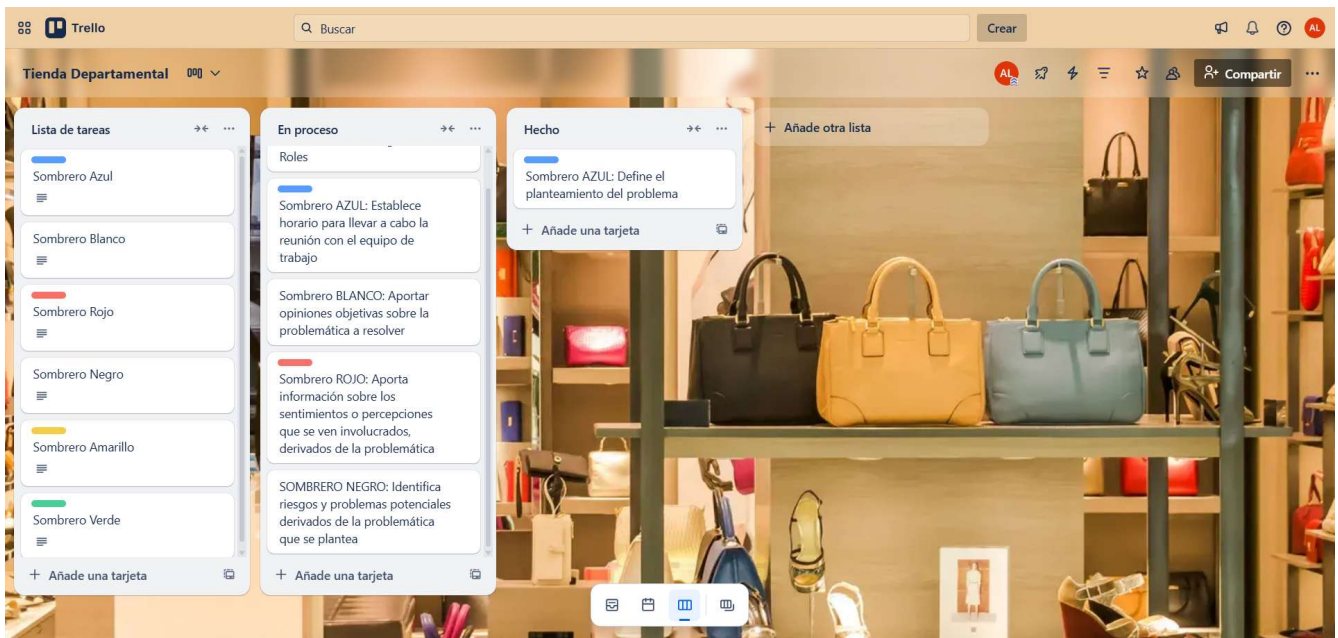 Trello
Buscar
Crear
AL
Tienda Departamental
AL
Compartir
Lista de tareas
Sombrero Azul
Sombrero Blanco
Sombrero Rojo
Sombrero Negro
Sombrero Amarillo
Sombrero Verde
+ Añade una tarjeta
En proceso
Roles
Sombrero AZUL: Establece
horario para llevar a cabo la
reunión con el equipo de
trabajo
Sombrero BLANCO: Aportar
opiniones objetivas sobre la
problemática a resolver
Sombrero ROJO: Aporta
información sobre los
sentimientos o percepciones
que se ven involucrados,
derivados de la problemática
SOMBRERO NEGRO: Identifica
riesgos y problemas potenciales
derivados de la problemática
que se plantea
+ Añade una tarjeta
Hecho
Sombrero AZUL: Define el
planteamiento del problema
+ Añade una tarjeta
+ Añade otra lista